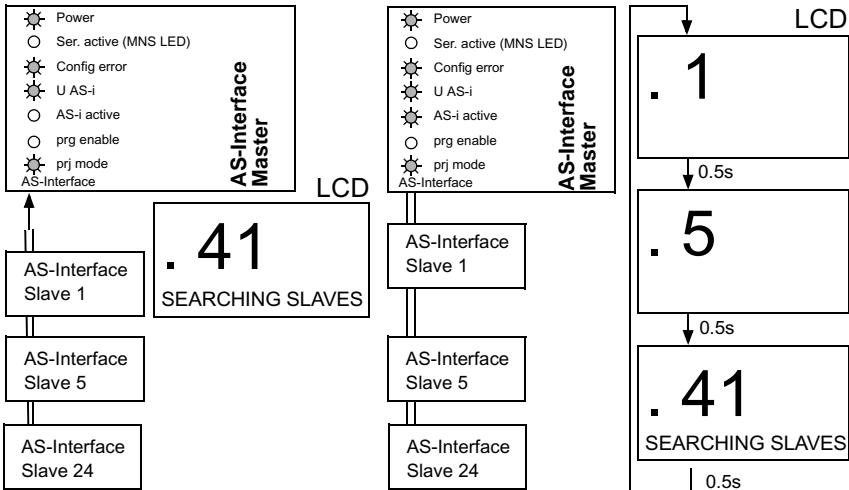 Power
Ser. active (MNS LED)
Config error
U AS-i
AS-i active
prg enable
prj mode
AS-Interface
AS-Interface
Master
LCD
. 41
SEARCHING SLAVES
AS-Interface
Slave 1
AS-Interface
Slave 5
AS-Interface
Slave 24
Power
Ser. active (MNS LED)
Config error
U AS-i
AS-i active
prg enable
prj mode
AS-Interface
AS-Interface
Master
AS-Interface
Slave 1
AS-Interface
Slave 5
AS-Interface
Slave 24
LCD
. 1
0.5s
. 5
0.5s
. 41
SEARCHING SLAVES
0.5s